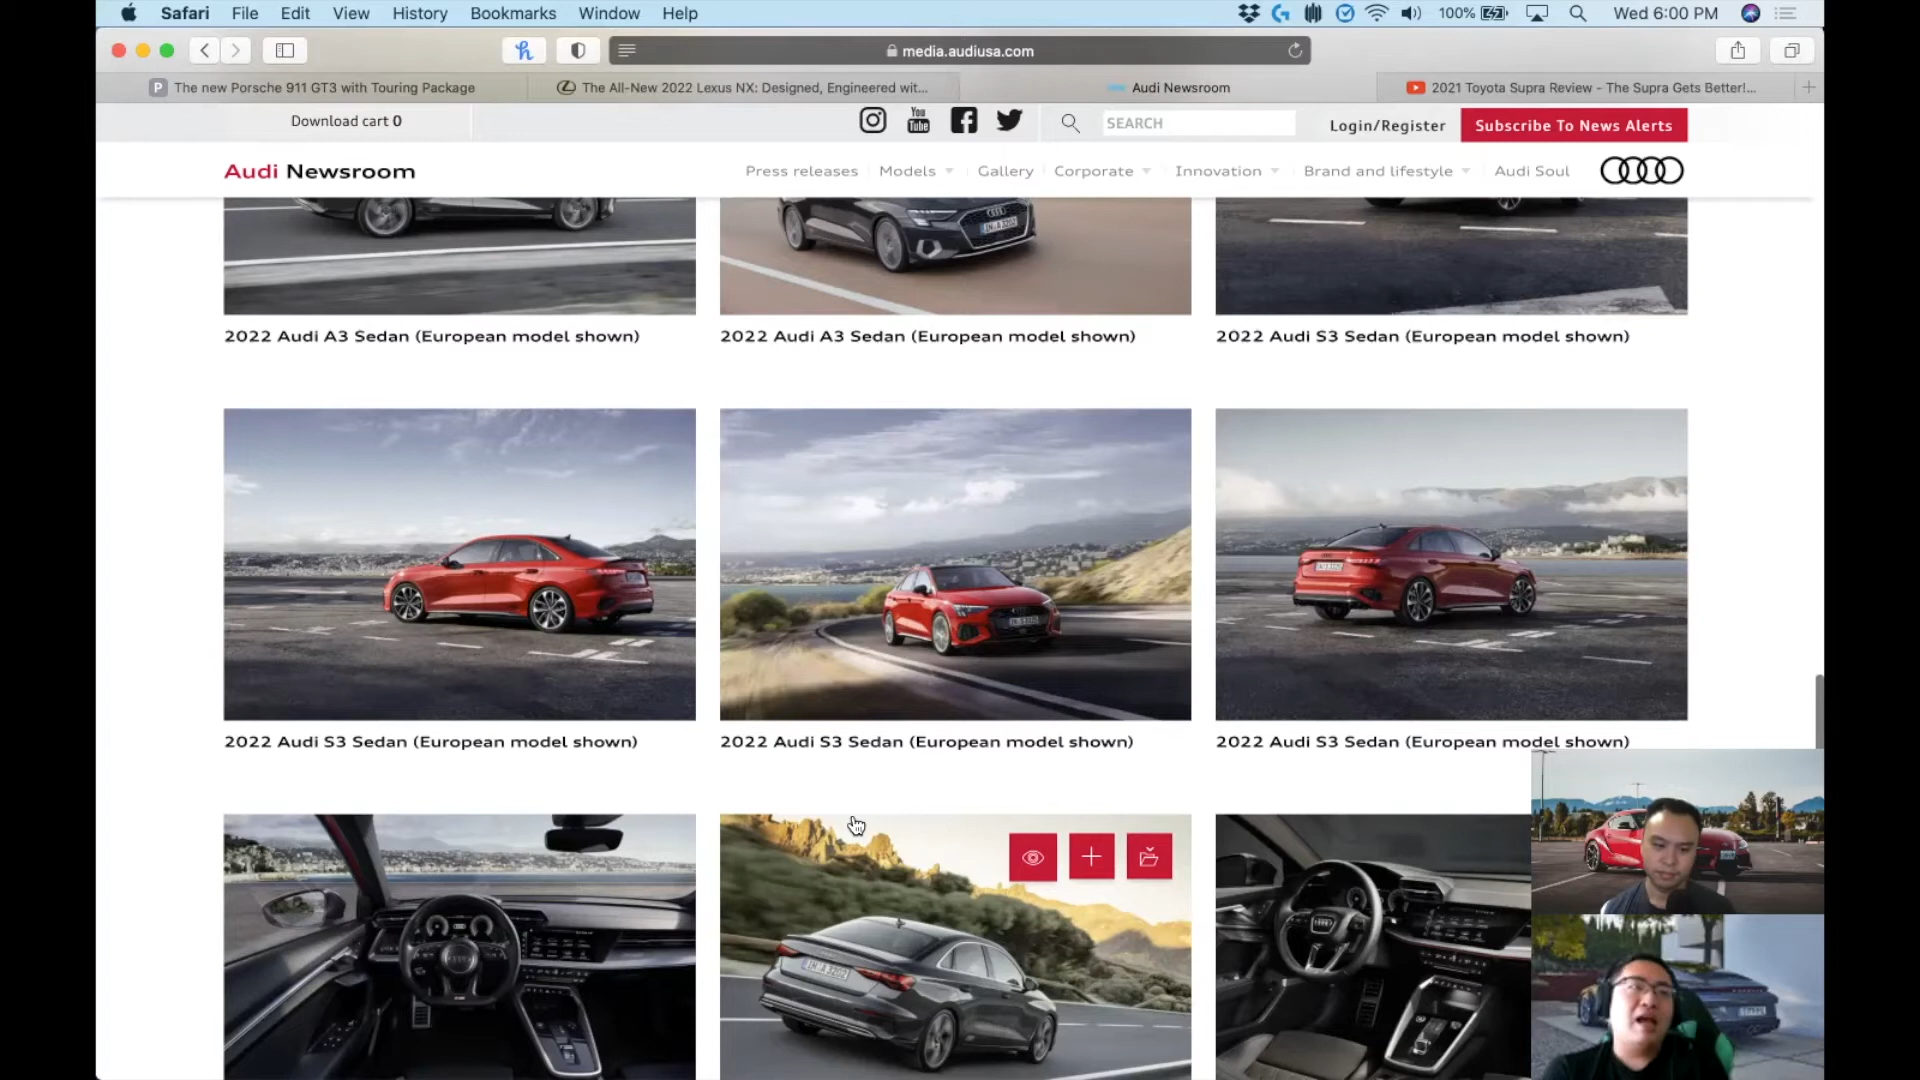 Safari File Edit View History Bookmarks Window Help 100% Wed 6:00 PM
media.audiusa.com
The new Porsche 911 GT3 with Touring Package
The All-New 2022 Lexus NX: Designed, Engineered wit...
Audi Newsroom
2021 Toyota Supra Review - The Supra Gets Better!...
Download cart 0
You Tube
SEARCH
Login/Register
Subscribe To News Alerts
Audi Newsroom
Press releases Models Gallery Corporate Innovation Brand and lifestyle Audi Soul
2022 Audi A3 Sedan (European model shown)
2022 Audi A3 Sedan (European model shown)
2022 Audi S3 Sedan (European model shown)
2022 Audi S3 Sedan (European model shown)
2022 Audi S3 Sedan (European model shown)
2022 Audi S3 Sedan (European model shown)